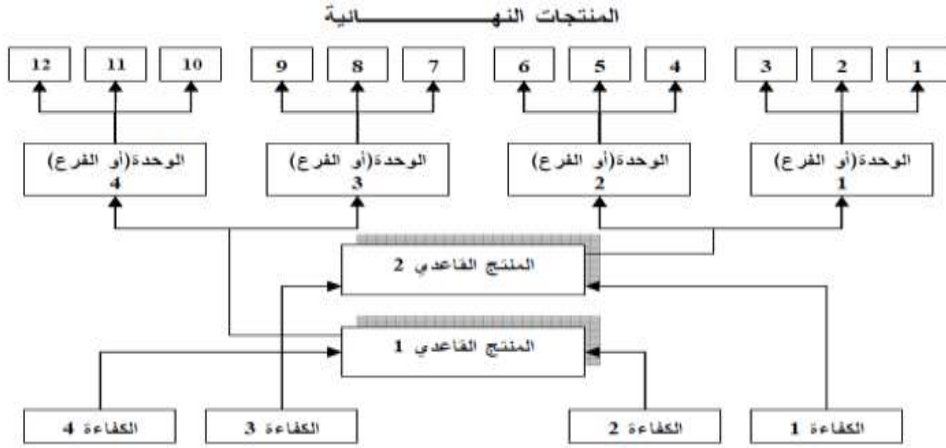 المنتجات النهـــــــــــــائية
1
2
3
4
5
6
7
8
9
10
11
12
الوحدة(أو الفرع)
1
الوحدة(أو الفرع)
2
الوحدة(أو الفرع)
3
الوحدة(أو الفرع)
4
المنتج القاعدي 2
المنتج القاعدي 1
الكفاءة 1
الكفاءة 2
الكفاءة 3
الكفاءة 4